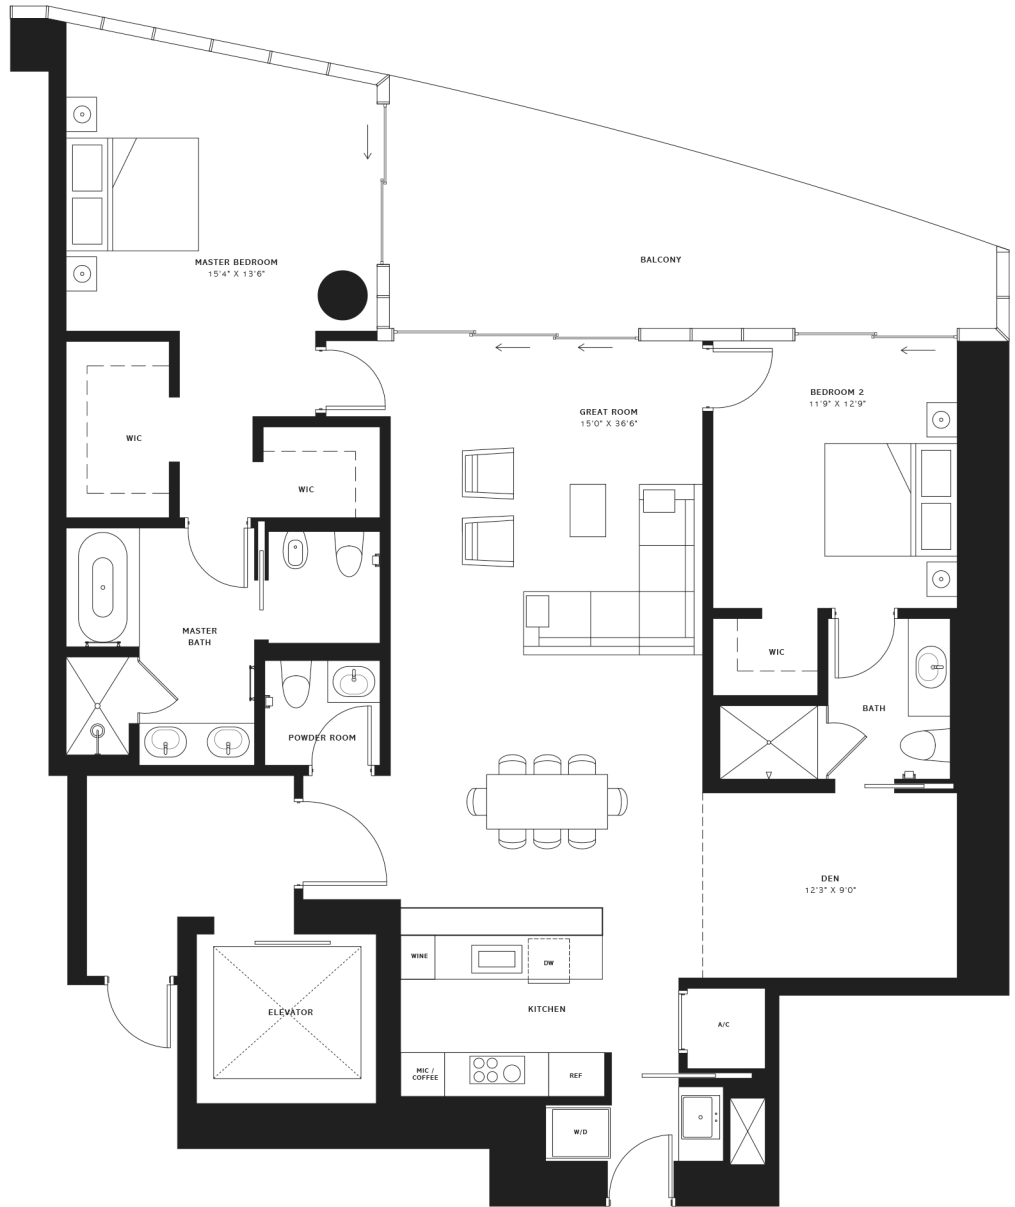 BALCONY
MASTER BEDROOM
15'4" X 13'6"
BEDROOM 2
11'9" X 12'9"
GREAT ROOM
15'0" X 36'6"
WIC
WIC
MASTER
BATH
WIC
BATH
POWDER ROOM
DEN
12'3" X 9'0"
WINE
DW
KITCHEN
ELEVATOR
A/C
MIC /
COFFEE
REF
W/D